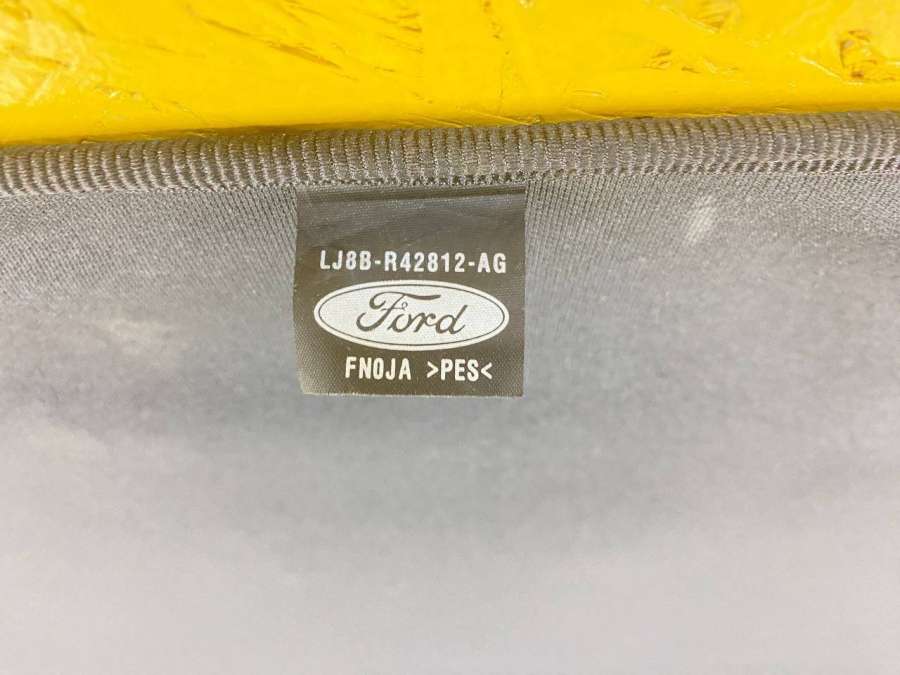 LJ8B-R42812-AG
Ford
FN0JA >PES<